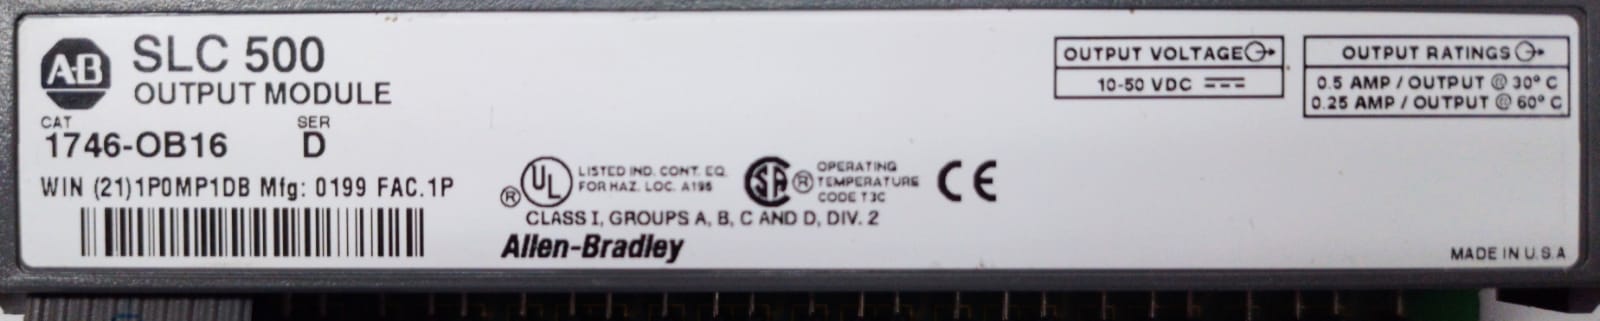 A-B
SLC 500
OUTPUT MODULE
CAT SER
1746-OB16 D
WIN (21)1P0MP1DB Mfg: 0199 FAC.1P
® UL
LISTED IND. CONT. EQ.
FOR HAZ. LOC. A196
SA ®
OPERATING
TEMPERATURE
CODE T3C
CE
CLASS I, GROUPS A, B, C AND D, DIV. 2
Allen-Bradley
OUTPUT VOLTAGE
10-50 VDC
OUTPUT RATINGS
0.5 AMP / OUTPUT @ 30° C
0.25 AMP / OUTPUT @ 60° C
MADE IN U.S.A